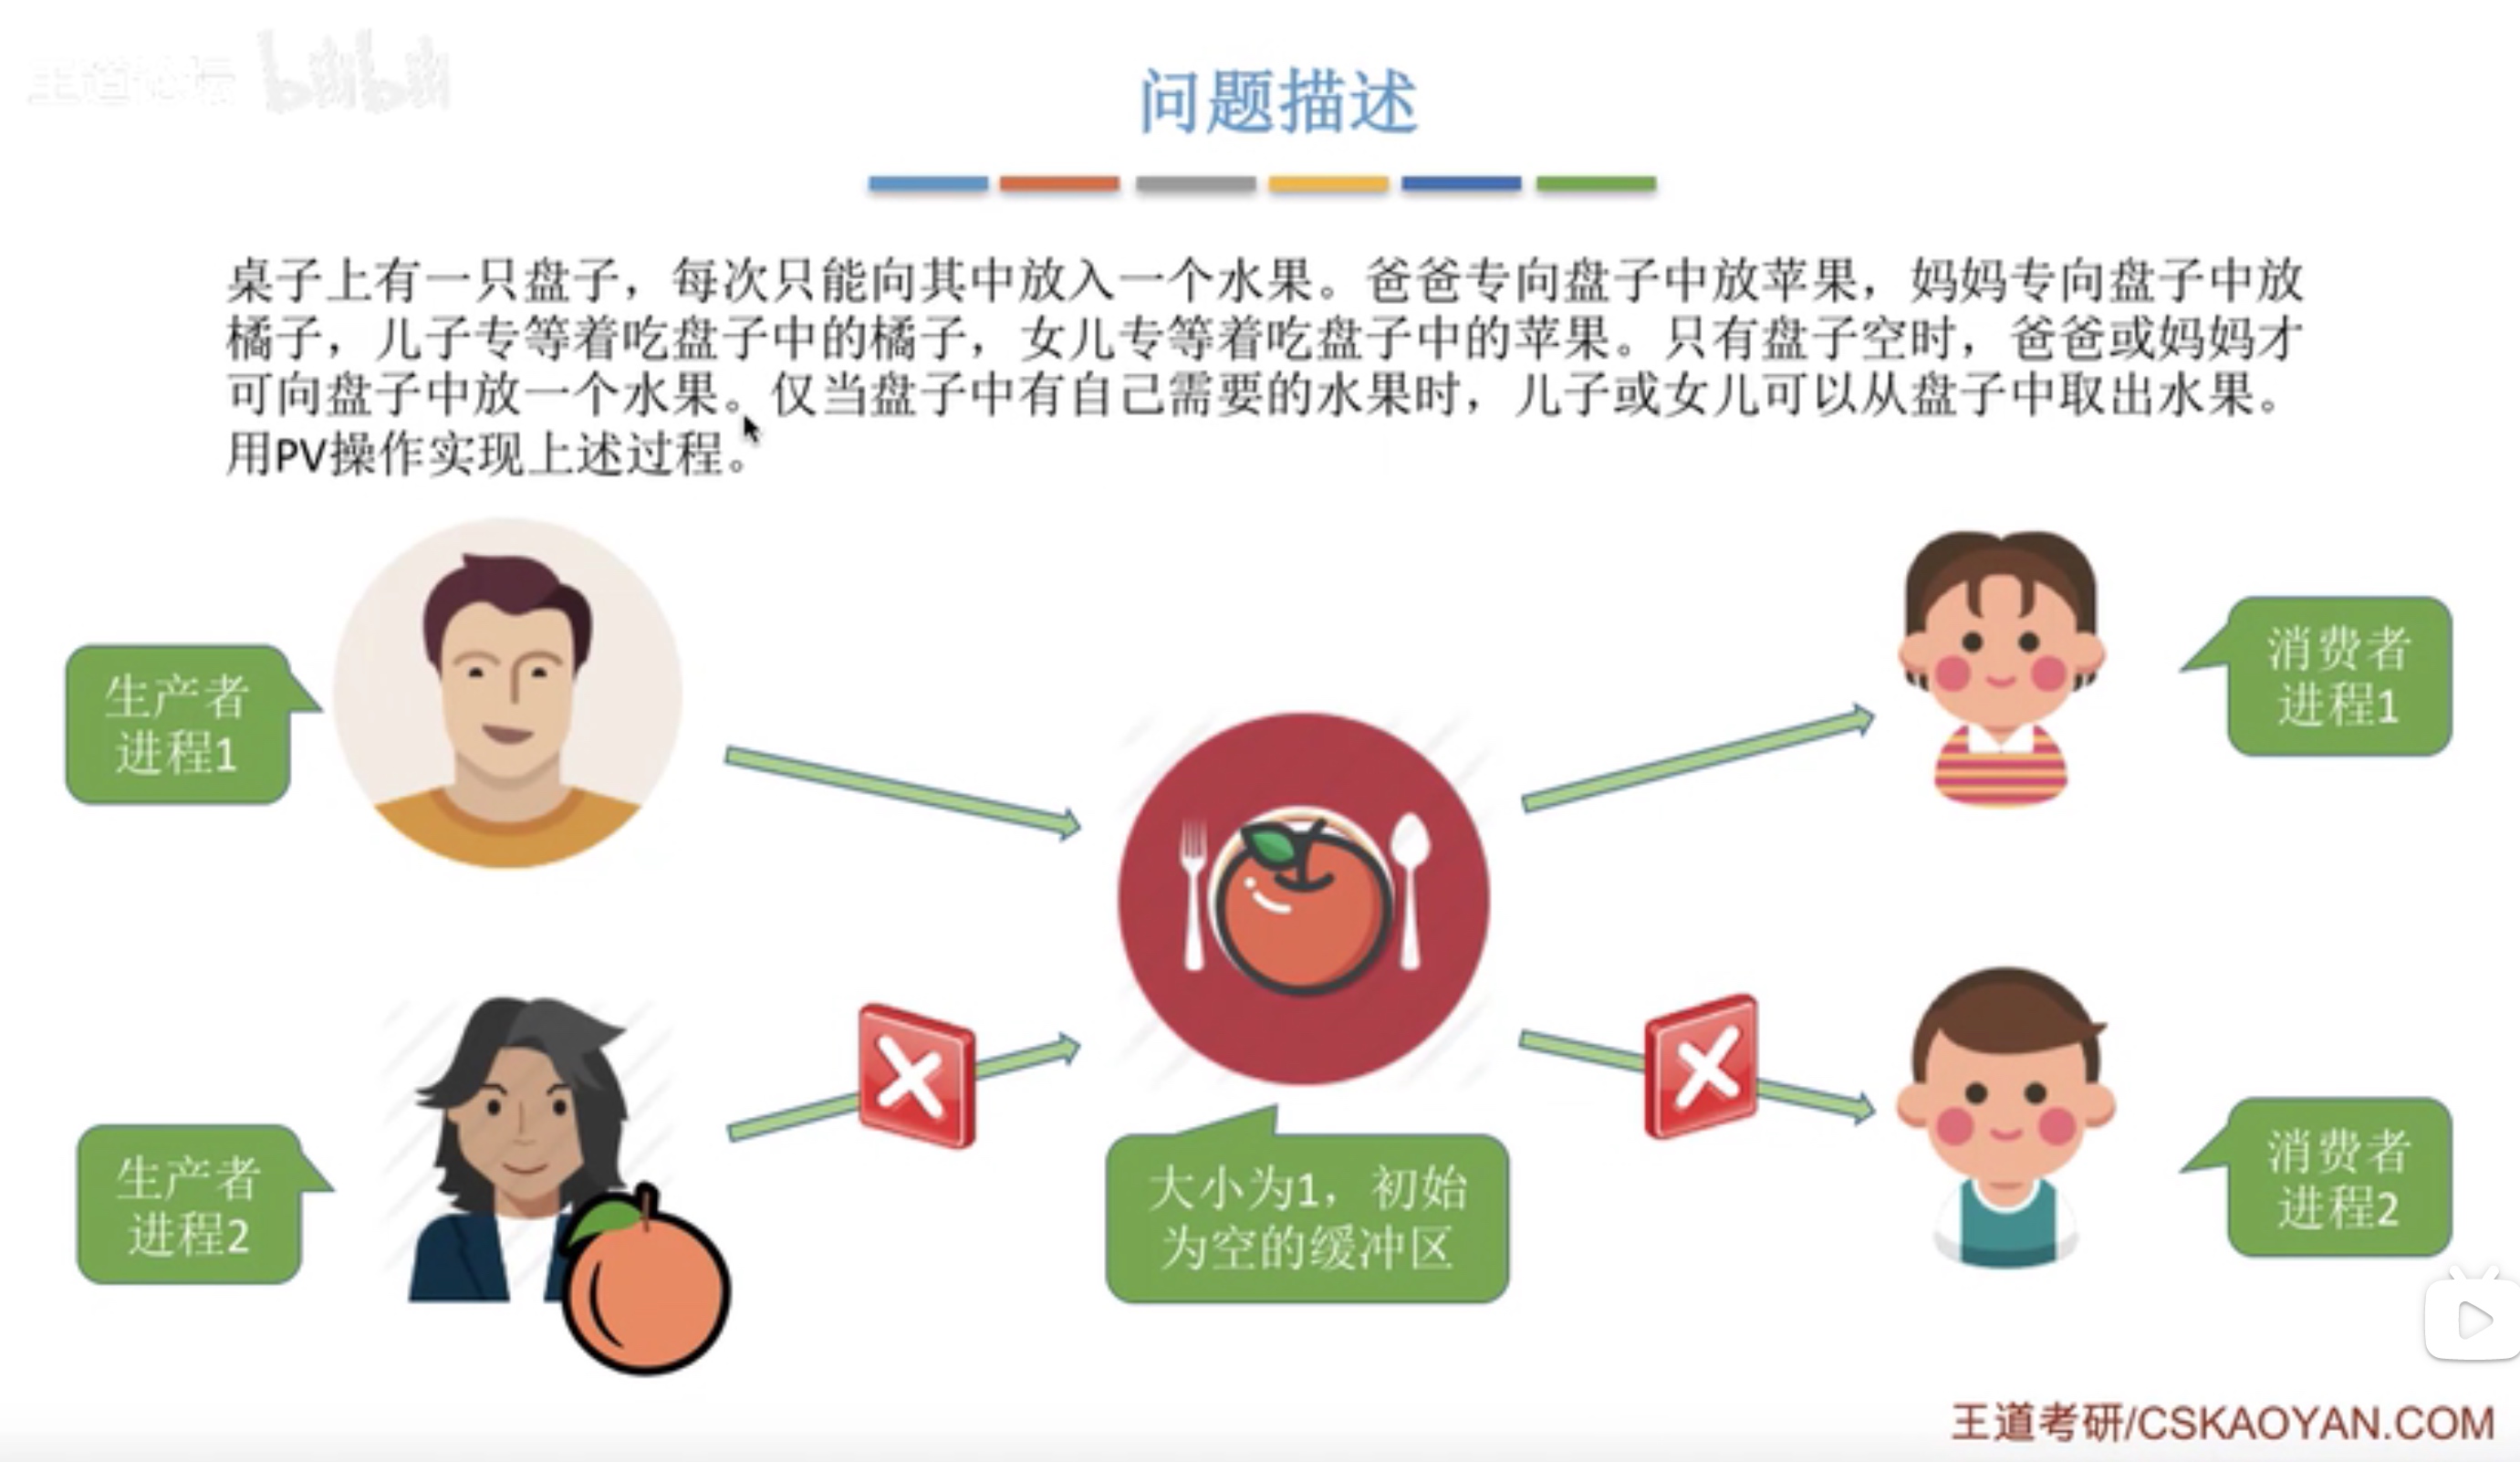 王道论坛 bilibili
问题描述
桌子上有一只盘子，每次只能向其中放入一个水果。爸爸专向盘子中放苹果，妈妈专向盘子中放
橘子，儿子专等着吃盘子中的橘子，女儿专等着吃盘子中的苹果。只有盘子空时，爸爸或妈妈才
可向盘子中放一个水果。仅当盘子中有自己需要的水果时，儿子或女儿可以从盘子中取出水果。
用PV操作实现上述过程。
生产者
进程1
消费者
进程1
生产者
进程2
大小为1，初始
为空的缓冲区
消费者
进程2
王道考研/CSKAOYAN.COM